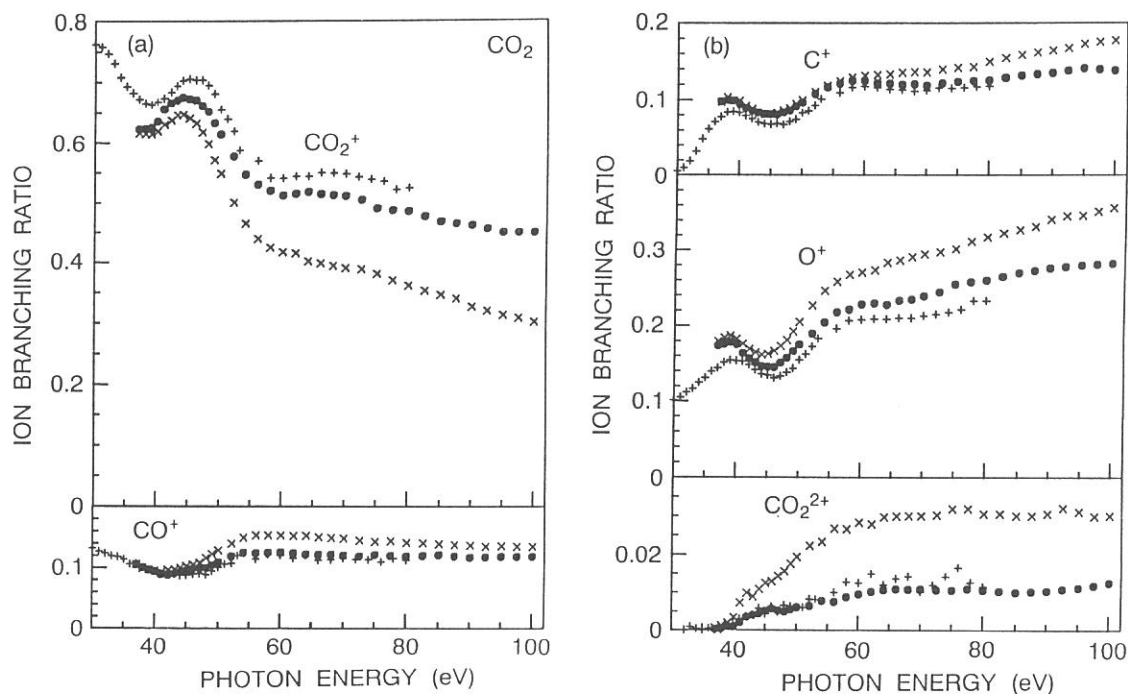 (a)
CO₂
0.8
0.6
0.4
0.2
0
CO₂⁺
CO⁺
0.1
0
ION BRANCHING RATIO
40
60
80
100
PHOTON ENERGY (eV)
(b)
0.2
C⁺
0.1
0
O⁺
0.3
0.2
0.1
0
CO₂²⁺
0.02
0
ION BRANCHING RATIO
40
60
80
100
PHOTON ENERGY (eV)